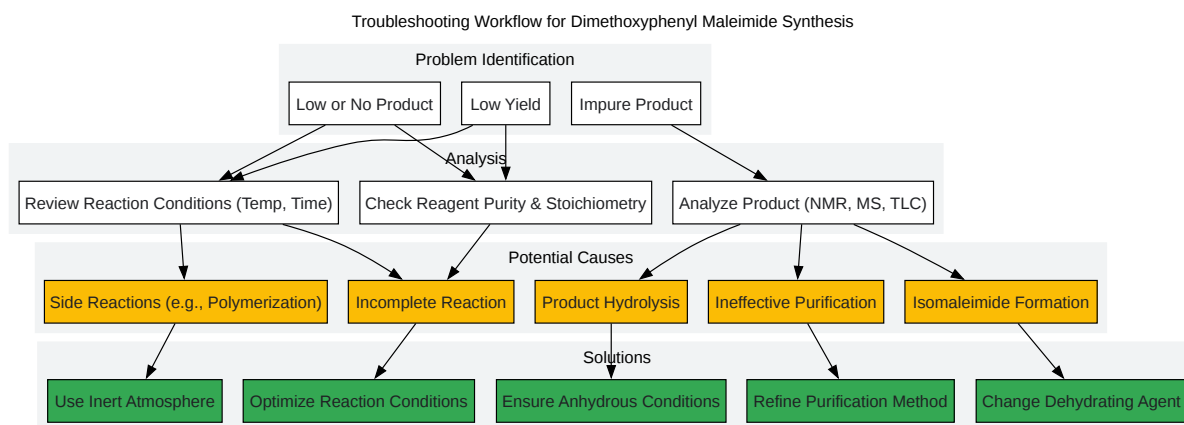 Troubleshooting Workflow for Dimethoxyphenyl Maleimide Synthesis
Problem Identification
Low or No Product
Low Yield
Impure Product
Analysis
Review Reaction Conditions (Temp, Time)
Check Reagent Purity & Stoichiometry
Analyze Product (NMR, MS, TLC)
Potential Causes
Side Reactions (e.g., Polymerization)
Incomplete Reaction
Product Hydrolysis
Ineffective Purification
Isomaleimide Formation
Solutions
Use Inert Atmosphere
Optimize Reaction Conditions
Ensure Anhydrous Conditions
Refine Purification Method
Change Dehydrating Agent